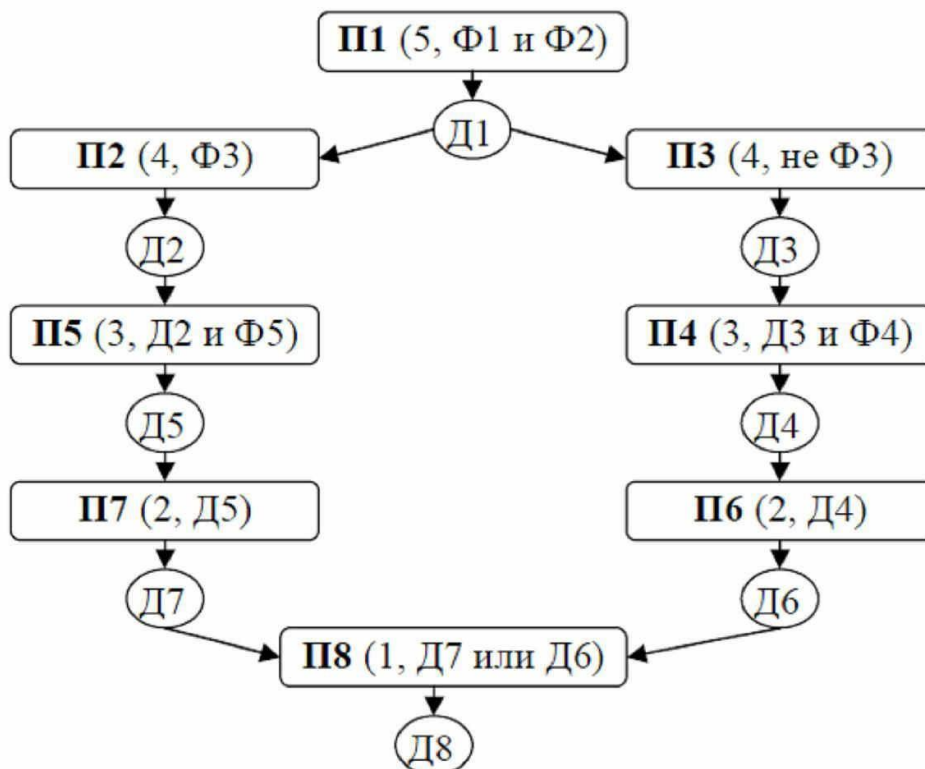 П1 (5, Ф1 и Ф2)
Д1
П2 (4, Ф3)
П3 (4, не Ф3)
Д2
Д3
П5 (3, Д2 и Ф5)
П4 (3, Д3 и Ф4)
Д5
Д4
П7 (2, Д5)
П6 (2, Д4)
Д7
Д6
П8 (1, Д7 или Д6)
Д8